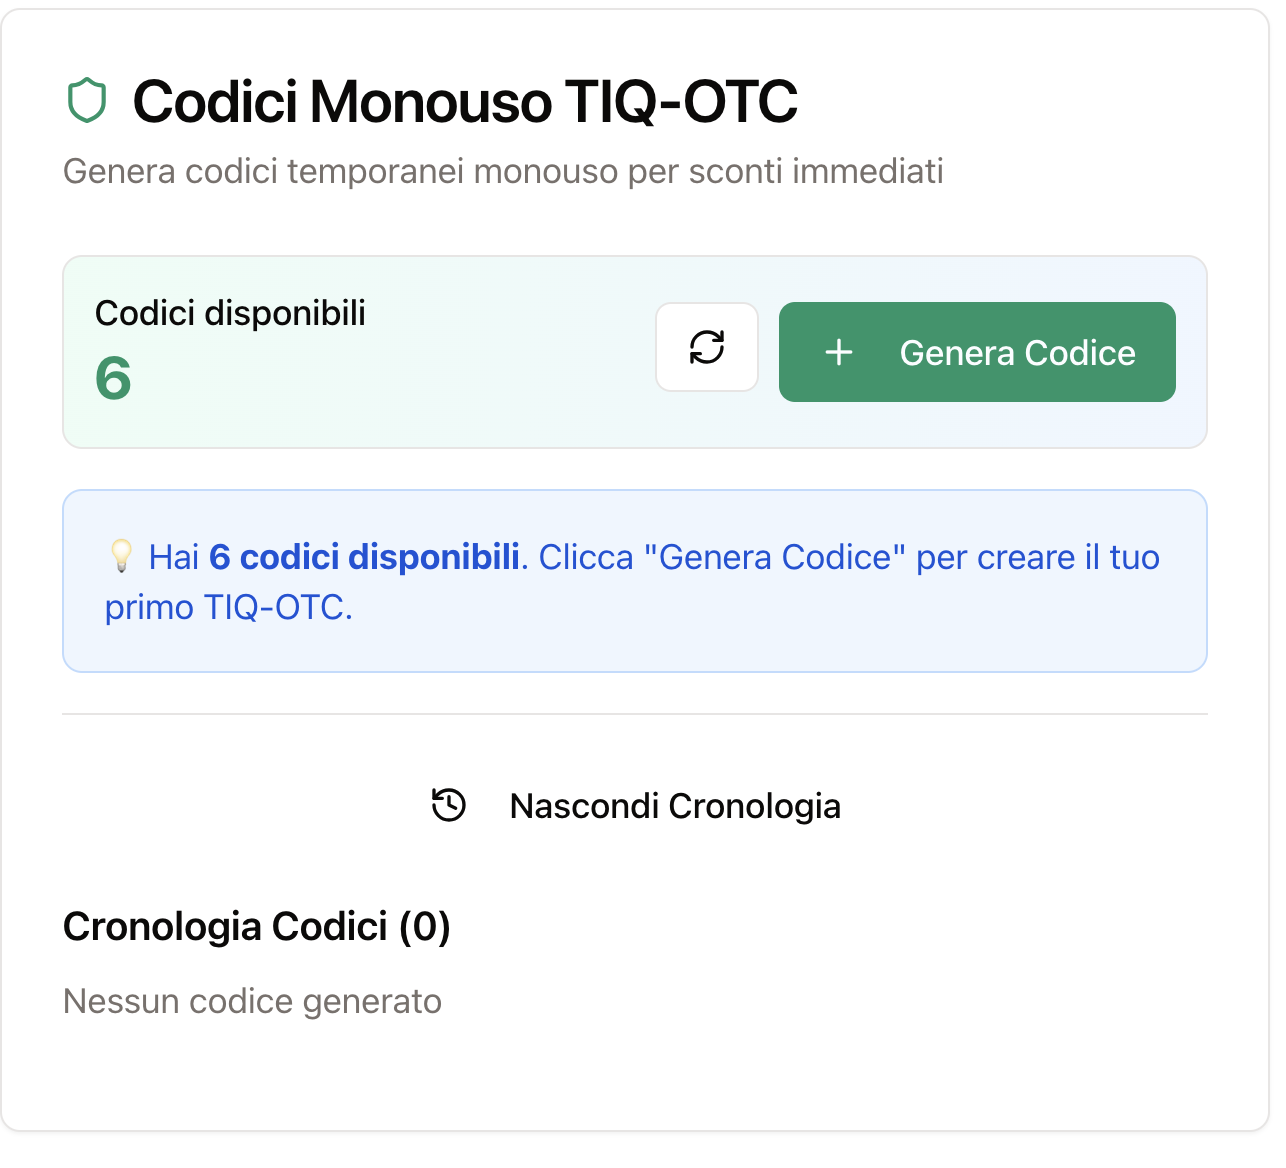 Codici Monouso TIQ-OTC
Genera codici temporanei monouso per sconti immediati
Codici disponibili
6
Genera Codice
Hai 6 codici disponibili. Clicca "Genera Codice" per creare il tuo
primo TIQ-OTC.
Nascondi Cronologia
Cronologia Codici (0)
Nessun codice generato